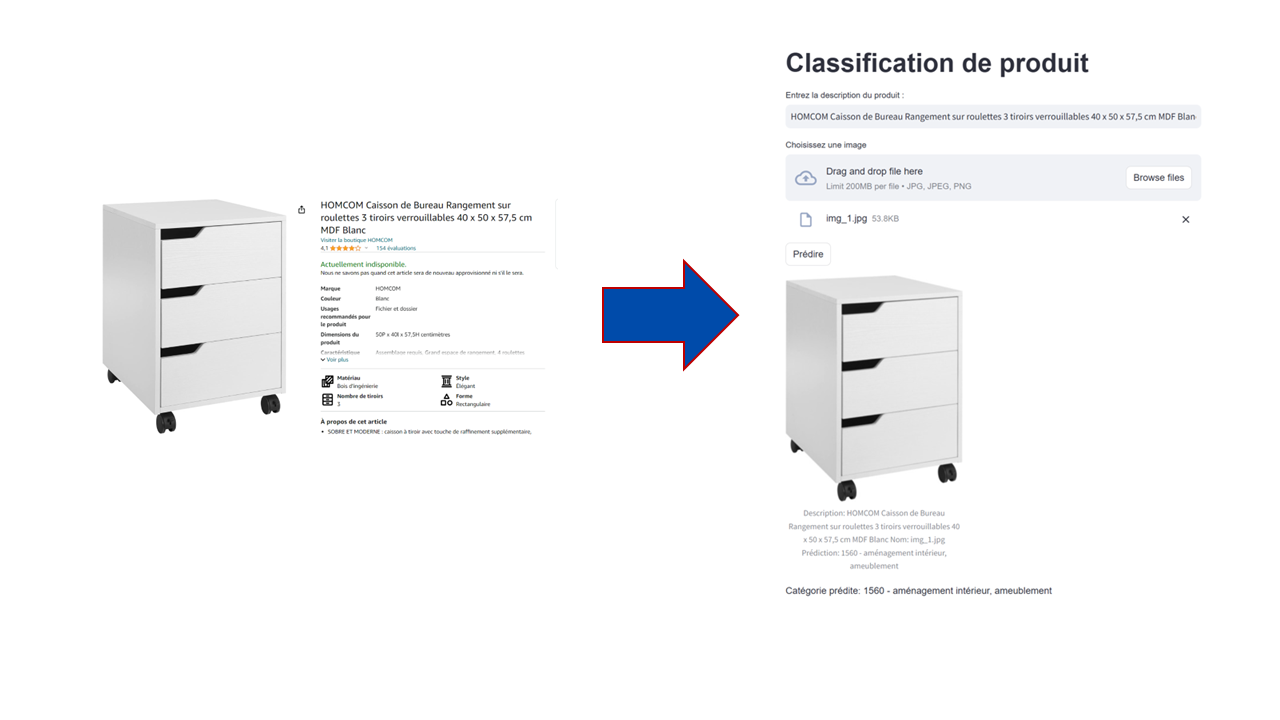 HOMCOM Caisson de Bureau Rangement sur
roulettes 3 tiroirs verrouillables 40 x 50 x 57,5 cm
MDF Blanc
Visiter la boutique HOMCOM
4,1 154 évaluations
Actuellement indisponible.
Nous ne savons pas quand cet article sera de nouveau approvisionné ni s'il le sera.
Marque HOMCOM
Couleur Blanc
Usages Fichier et dossier
recommandés pour
le produit
Dimensions du 50P x 40l x 57,5H centimètres
produit
Caractéristique Assemblage requis, Grand espace de rangement, 4 roulettes
Voir plus
Matériau Style
Bois d'ingénierie Élégant
Nombre de tiroirs Forme
3 Rectangulaire
À propos de cet article
• SOBRE ET MODERNE : caisson à tiroir avec touche de raffinement supplémentaire,
Classification de produit
Entrez la description du produit :
HOMCOM Caisson de Bureau Rangement sur roulettes 3 tiroirs verrouillables 40 x 50 x 57,5 cm MDF Blan
Choisissez une image
Drag and drop file here
Limit 200MB per file • JPG, JPEG, PNG
Browse files
img_1.jpg 53.8KB
Prédire
Description: HOMCOM Caisson de Bureau
Rangement sur roulettes 3 tiroirs verrouillables 40
x 50 x 57,5 cm MDF Blanc Nom: img_1.jpg
Prédiction: 1560 - aménagement intérieur,
ameublement
Catégorie prédite: 1560 - aménagement intérieur, ameublement